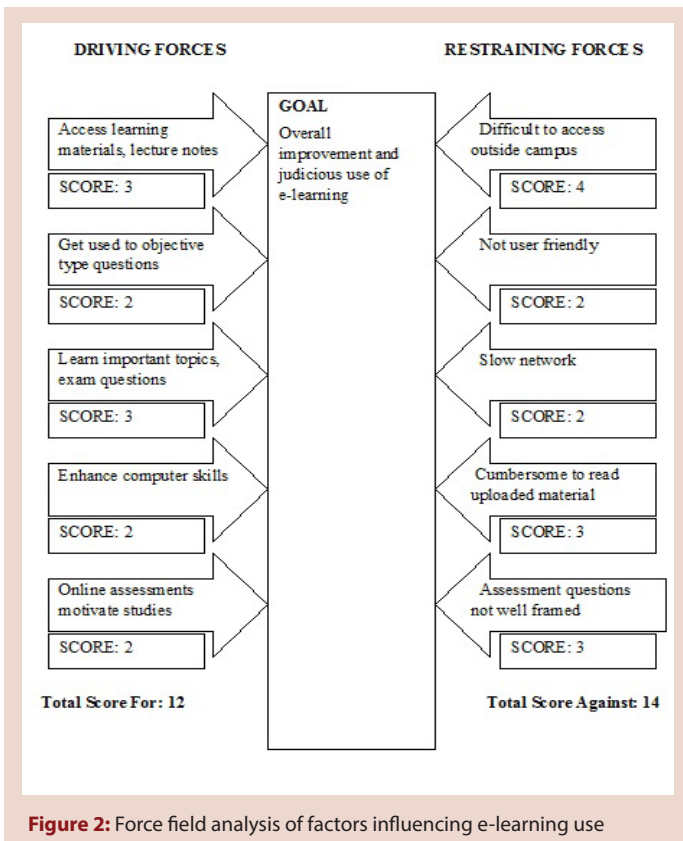 DRIVING FORCES
RESTRAINING FORCES
GOAL
Overall
improvement and
judicious use of
e-learning
Access learning
materials, lecture notes
SCORE: 3
Difficult to access
outside campus
SCORE: 4
Get used to objective
type questions
SCORE: 2
Not user friendly
SCORE: 2
Learn important topics,
exam questions
SCORE: 3
Slow network
SCORE: 2
Enhance computer skills
SCORE: 2
Cumbersome to read
uploaded material
SCORE: 3
Online assessments
motivate studies
SCORE: 2
Assessment questions
not well framed
SCORE: 3
Total Score For: 12
Total Score Against: 14
Figure 2: Force field analysis of factors influencing e-learning use